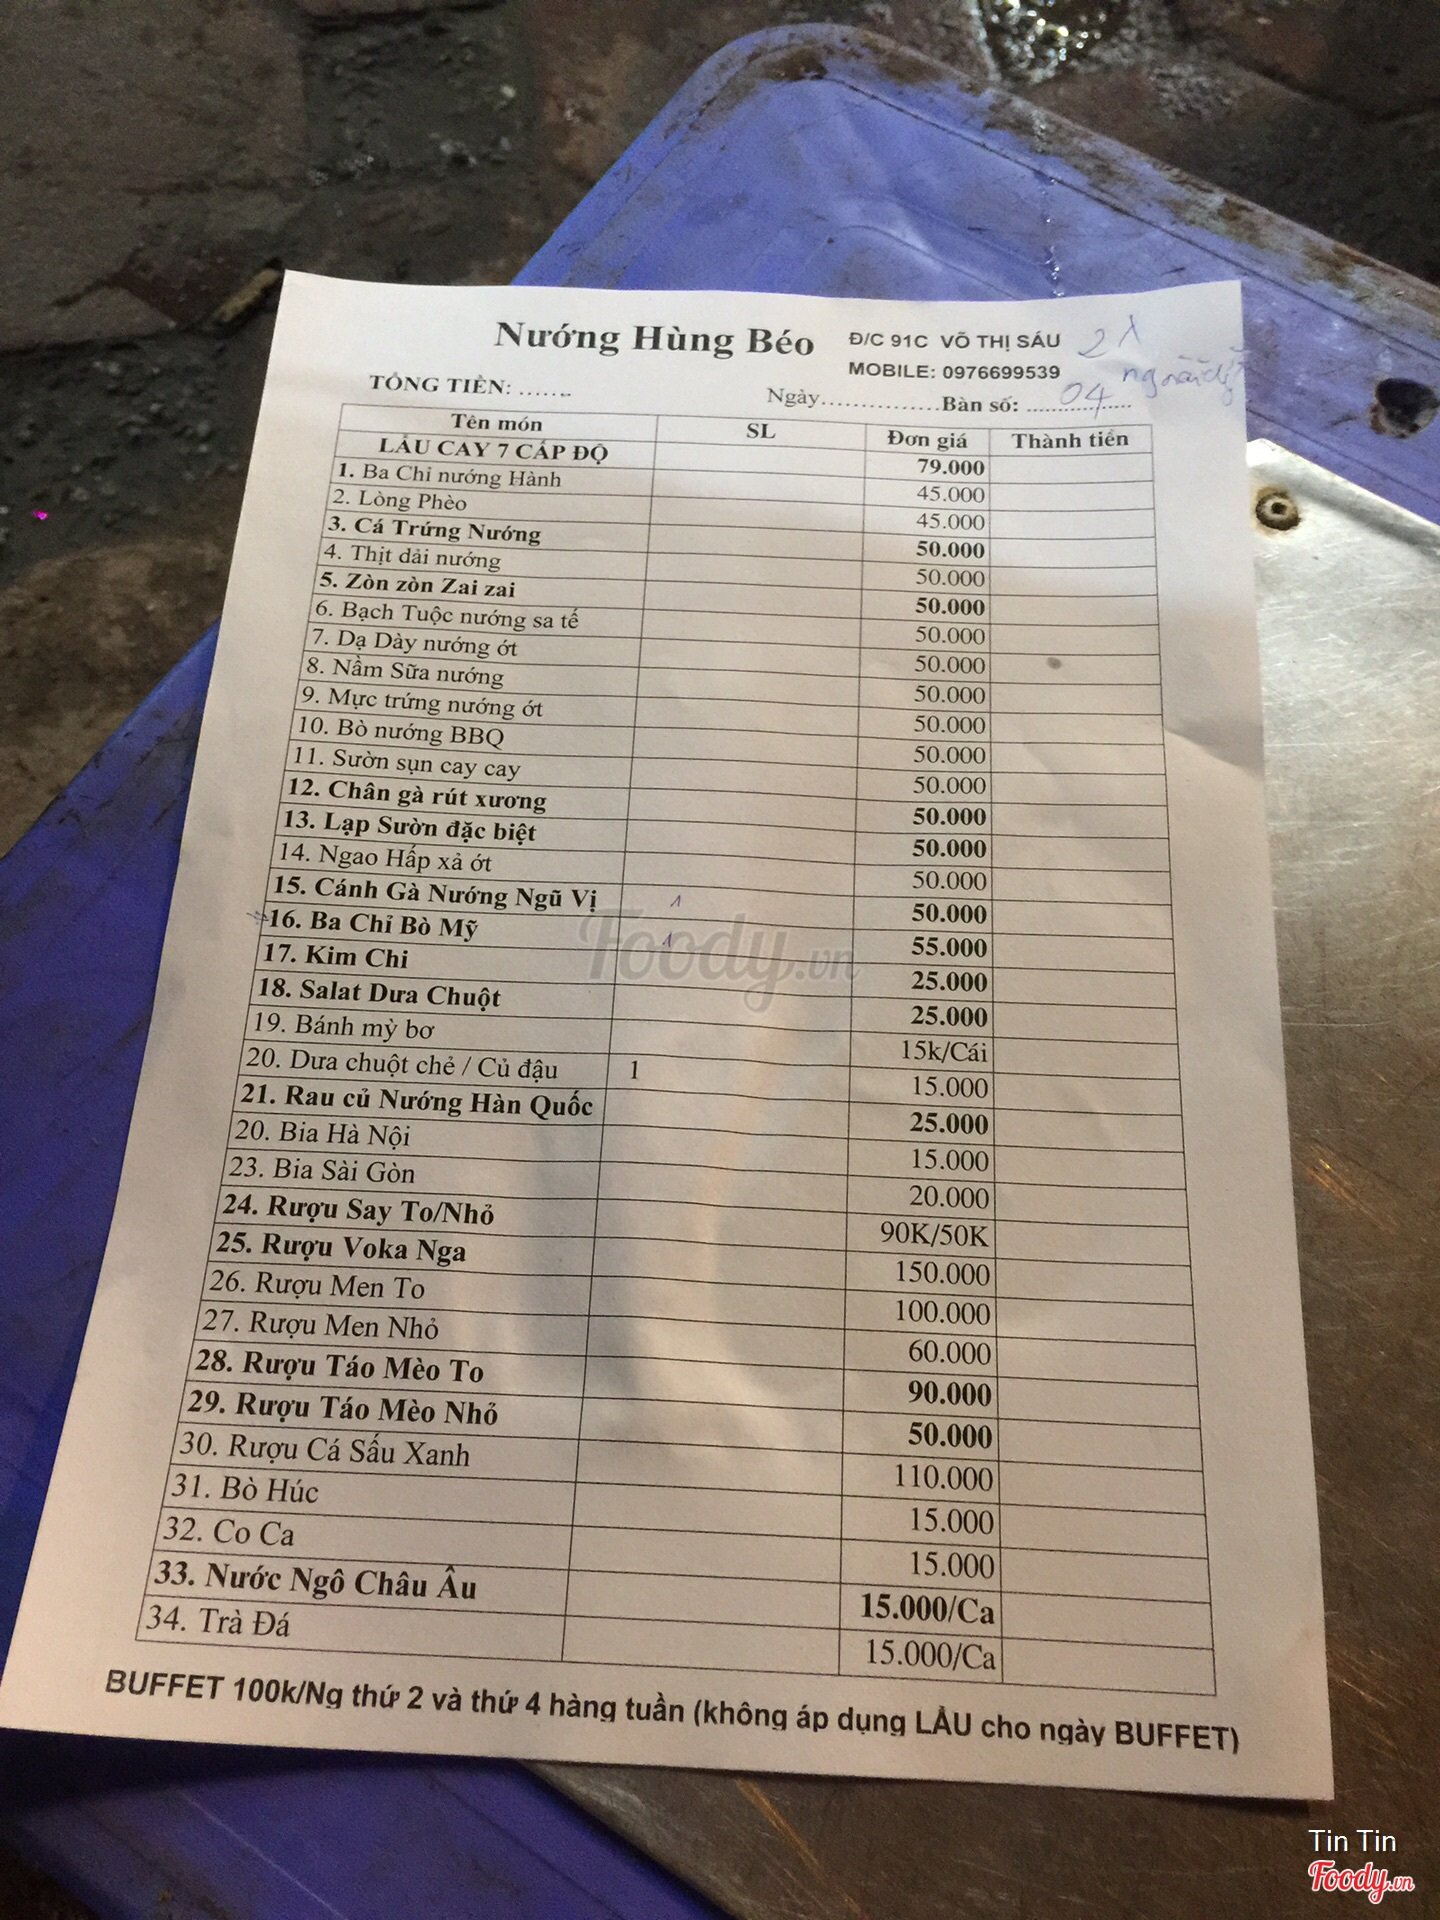 Nướng Hùng Béo
Đ/C 91C VÕ THỊ SÁU
MOBILE: 0976699539
TỔNG TIỀN: .......
Ngày...............Bàn số: 04
Tên món SL Đơn giá Thành tiền
LẨU CAY 7 CẤP ĐỘ 79.000
1. Ba Chỉ nướng Hành 45.000
2. Lòng Phèo 45.000
3. Cá Trứng Nướng 50.000
4. Thịt dải nướng 50.000
5. Zòn zòn Zai zai 50.000
6. Bạch Tuộc nướng sa tế 50.000
7. Dạ Dày nướng ớt 50.000
8. Nầm Sữa nướng 50.000
9. Mực trứng nướng ớt 50.000
10. Bò nướng BBQ 50.000
11. Sườn sụn cay cay 50.000
12. Chân gà rút xương 50.000
13. Lạp Sườn đặc biệt 50.000
14. Ngao Hấp xả ớt 50.000
15. Cánh Gà Nướng Ngũ Vị 1 50.000
16. Ba Chỉ Bò Mỹ 1 55.000
17. Kim Chi 25.000
18. Salat Dưa Chuột 25.000
19. Bánh mỳ bơ 15k/Cái
20. Dưa chuột chẻ / Củ đậu 1 15.000
21. Rau củ Nướng Hàn Quốc 25.000
20. Bia Hà Nội 15.000
23. Bia Sài Gòn 20.000
24. Rượu Say To/Nhỏ 90K/50K
25. Rượu Voka Nga 150.000
26. Rượu Men To 100.000
27. Rượu Men Nhỏ 60.000
28. Rượu Táo Mèo To 90.000
29. Rượu Táo Mèo Nhỏ 50.000
30. Rượu Cá Sấu Xanh 110.000
31. Bò Húc 15.000
32. Co Ca 15.000
33. Nước Ngô Châu Âu 15.000/Ca
34. Trà Đá 15.000/Ca
BUFFET 100k/Ng thứ 2 và thứ 4 hàng tuần (không áp dụng LẨU cho ngày BUFFET)
Foody.vn
Tin Tin
Foody.vn